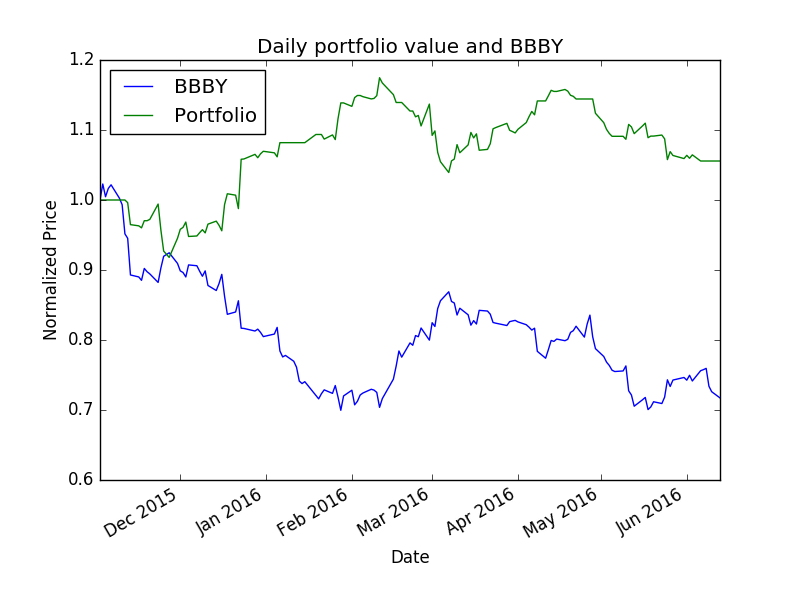 Daily portfolio value and BBBY
BBBY
Portfolio
1.2
1.1
1.0
0.9
0.8
0.7
0.6
Normalized Price
Dec 2015
Jan 2016
Feb 2016
Mar 2016
Apr 2016
May 2016
Jun 2016
Date